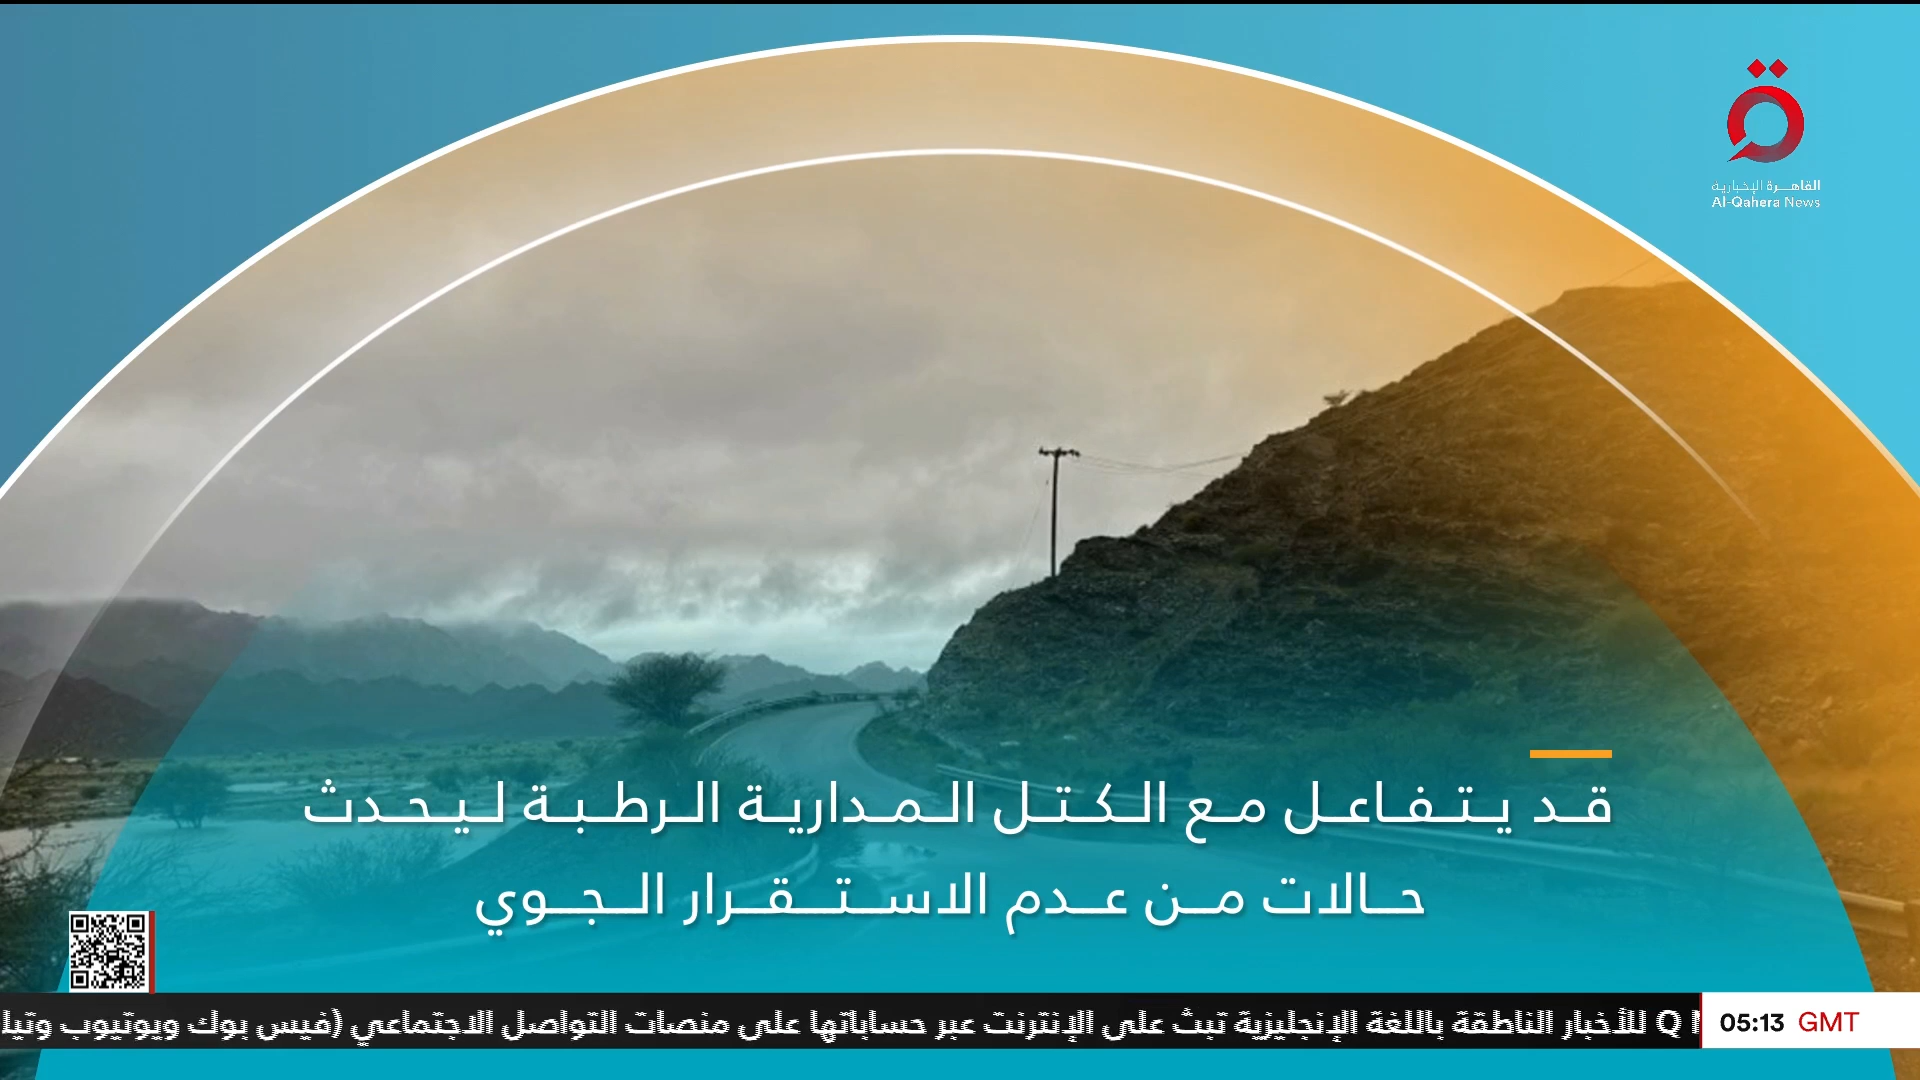 القاهرة الإخبارية
Al-Qahera News
قد يتفاعل مع الكتل المدارية الرطبة ليحدث
حالات من عدم الاستقرار الجوي
Q للأخبار الناطقة باللغة الإنجليزية تبث على الإنترنت عبر حساباتها على منصات التواصل الاجتماعي (فيس بوك ويوتيوب
05:13 GMT